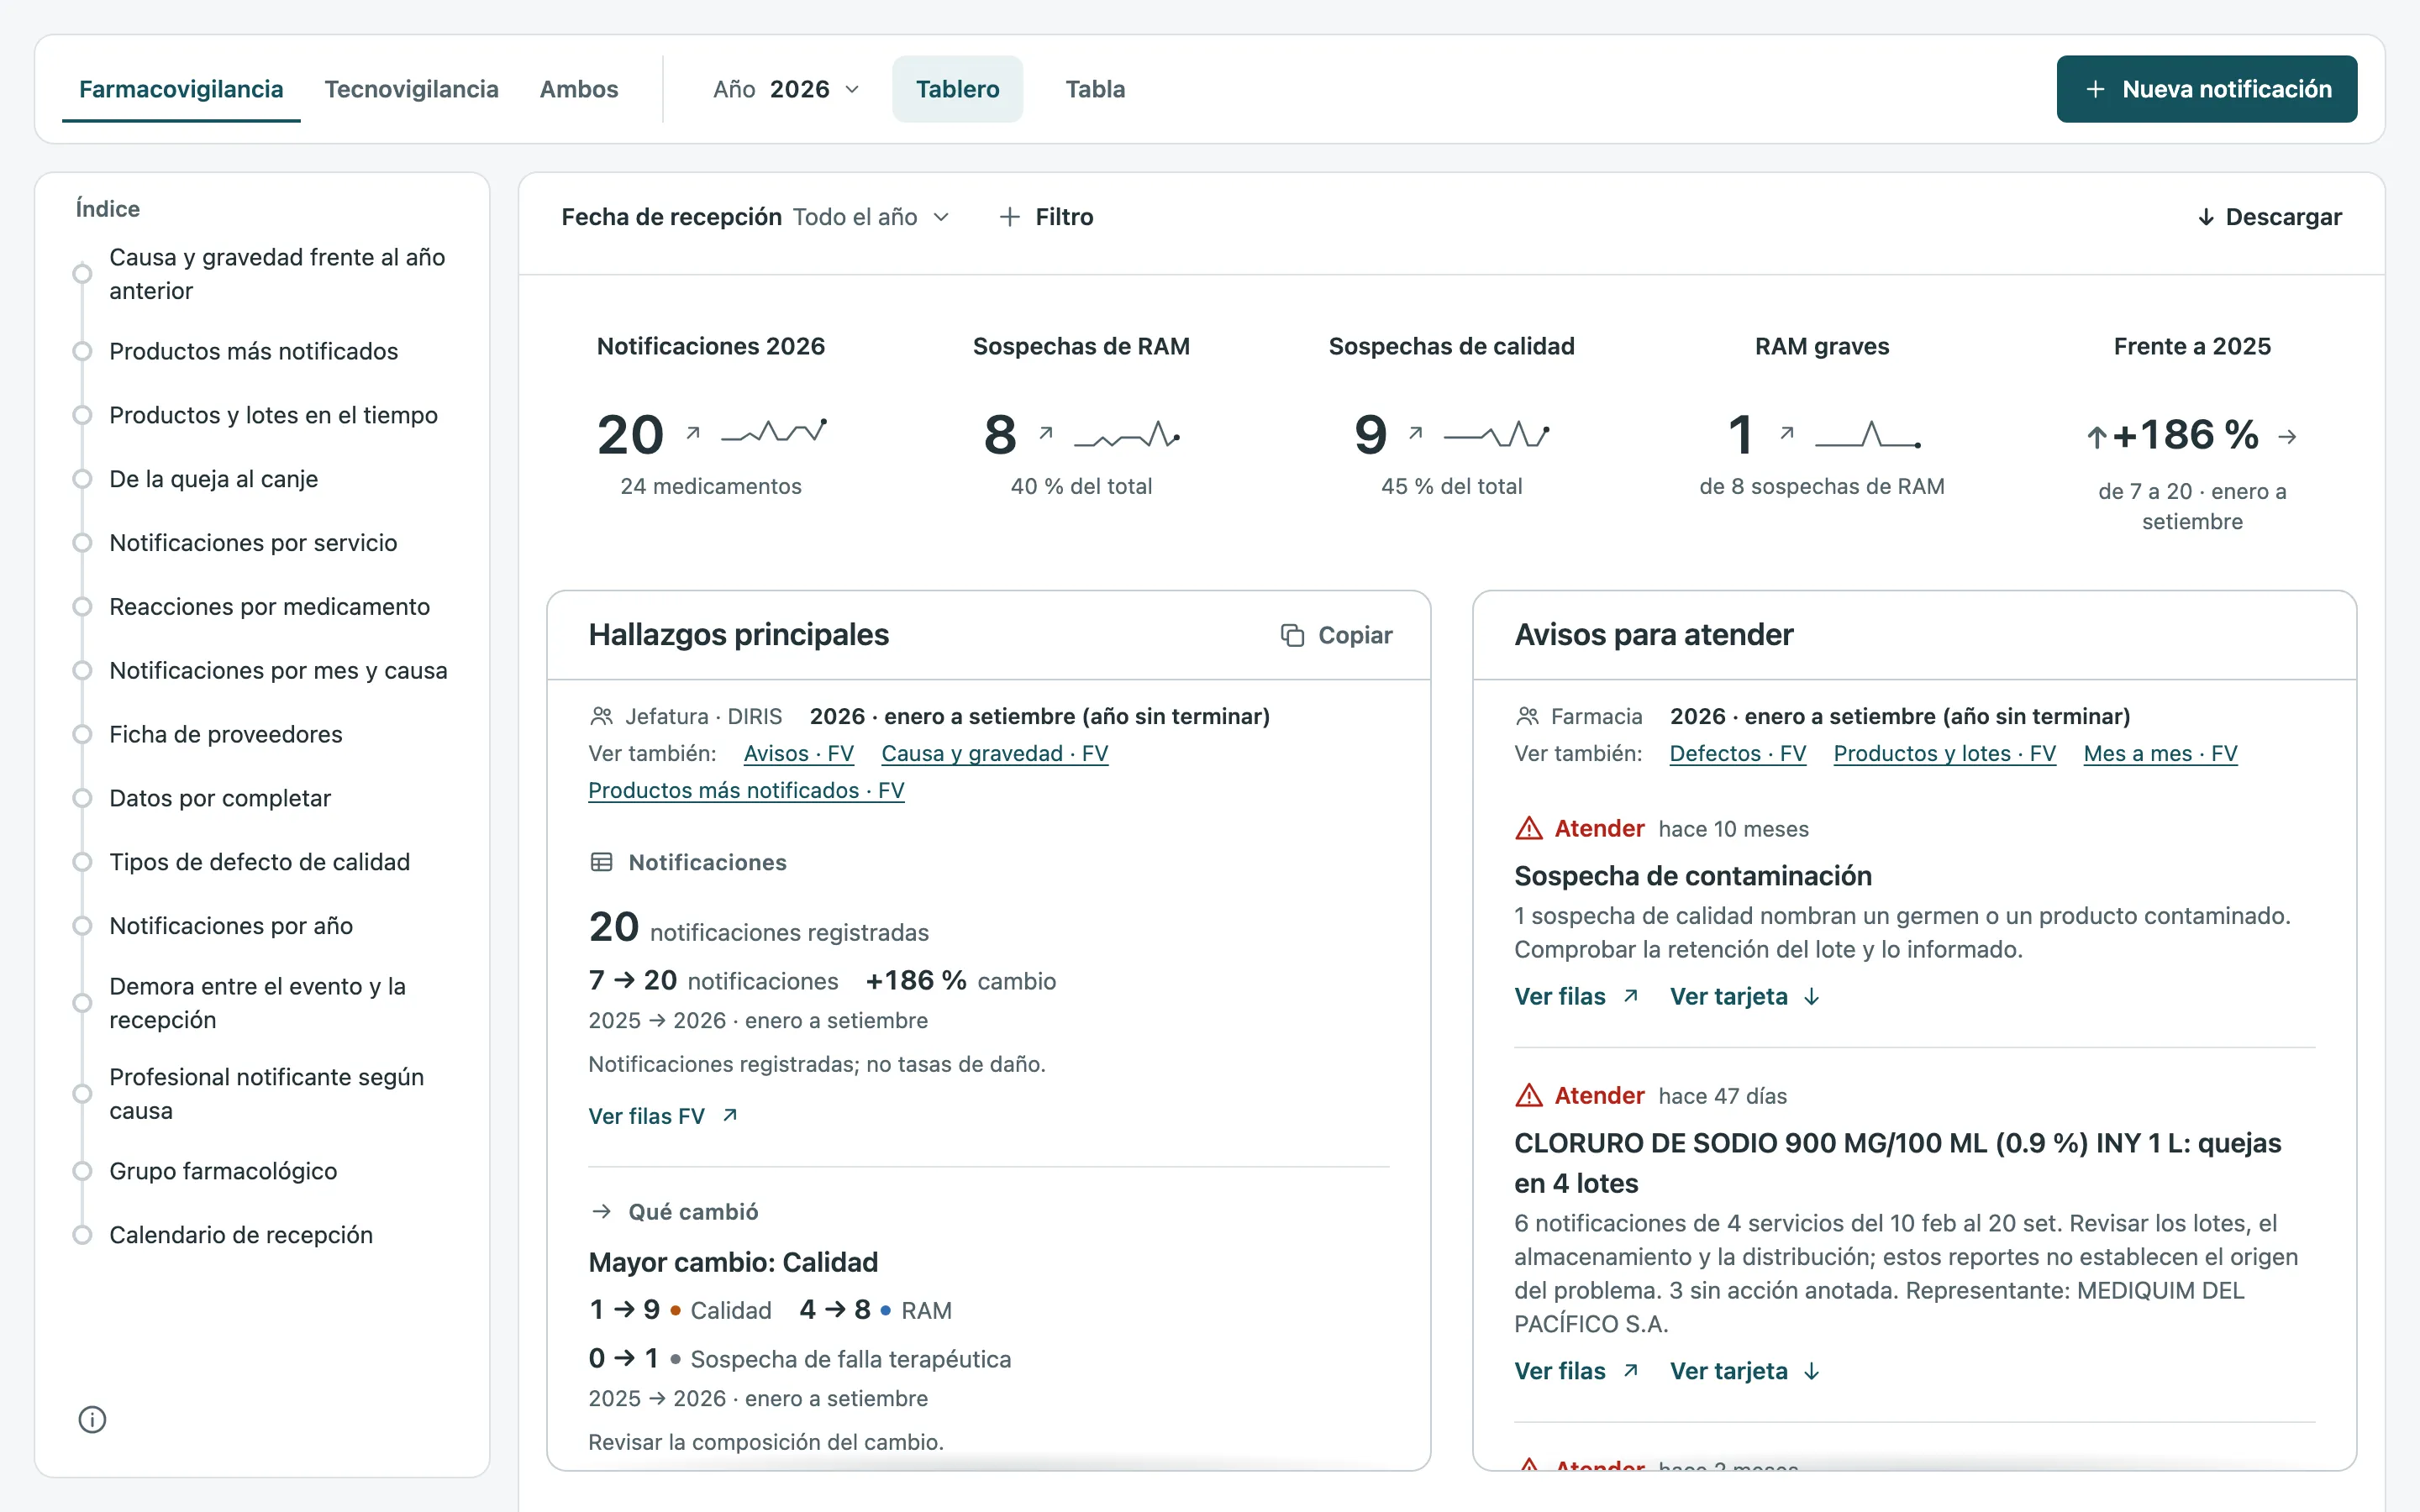 Farmacovigilancia
Tecnovigilancia
Ambos
Año 2026
Tablero
Tabla
+ Nueva notificación
Índice
Causa y gravedad frente al año
anterior
Productos más notificados
Productos y lotes en el tiempo
De la queja al canje
Notificaciones por servicio
Reacciones por medicamento
Notificaciones por mes y causa
Ficha de proveedores
Datos por completar
Tipos de defecto de calidad
Notificaciones por año
Demora entre el evento y la
recepción
Profesional notificante según
causa
Grupo farmacológico
Calendario de recepción
Fecha de recepción Todo el año
+ Filtro
↓ Descargar
Notificaciones 2026
20 ↗
24 medicamentos
Sospechas de RAM
8 ↗
40 % del total
Sospechas de calidad
9 ↗
45 % del total
RAM graves
1 ↗
de 8 sospechas de RAM
Frente a 2025
↑+186 % →
de 7 a 20 · enero a
setiembre
Hallazgos principales
Copiar
Jefatura · DIRIS 2026 · enero a setiembre (año sin terminar)
Ver también: Avisos · FV Causa y gravedad · FV
Productos más notificados · FV
Notificaciones
20 notificaciones registradas
7 → 20 notificaciones +186 % cambio
2025 → 2026 · enero a setiembre
Notificaciones registradas; no tasas de daño.
Ver filas FV ↗
→ Qué cambió
Mayor cambio: Calidad
1 → 9 • Calidad 4 → 8 • RAM
0 → 1 • Sospecha de falla terapéutica
2025 → 2026 · enero a setiembre
Revisar la composición del cambio.
Avisos para atender
Farmacia 2026 · enero a setiembre (año sin terminar)
Ver también: Defectos · FV Productos y lotes · FV Mes a mes · FV
Atender hace 10 meses
Sospecha de contaminación
1 sospecha de calidad nombran un germen o un producto contaminado.
Comprobar la retención del lote y lo informado.
Ver filas ↗ Ver tarjeta ↓
Atender hace 47 días
CLORURO DE SODIO 900 MG/100 ML (0.9 %) INY 1 L: quejas
en 4 lotes
6 notificaciones de 4 servicios del 10 feb al 20 set. Revisar los lotes, el
almacenamiento y la distribución; estos reportes no establecen el origen
del problema. 3 sin acción anotada. Representante: MEDIQUIM DEL
PACÍFICO S.A.
Ver filas ↗ Ver tarjeta ↓
Atender hace 2 meses